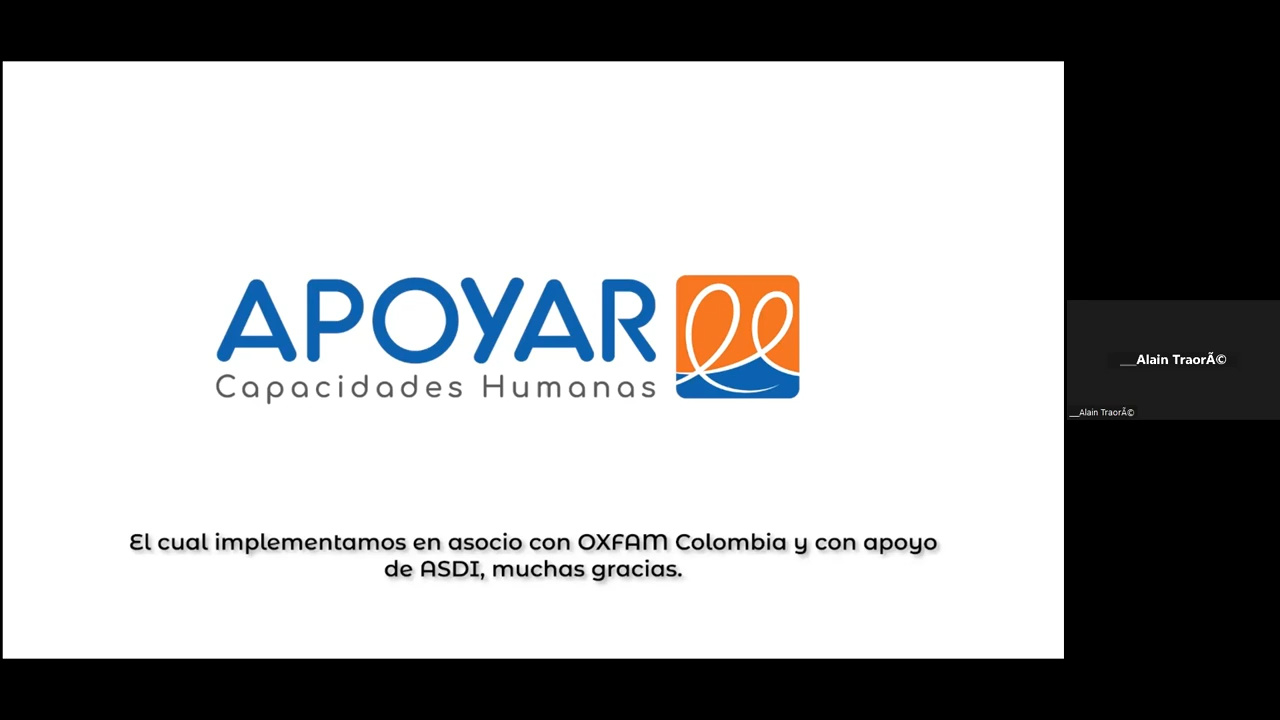 APOYAR
Capacidades Humanas
El cual implementamos en asocio con OXFAM Colombia y con apoyo
de ASDI, muchas gracias.
__Alain TraorÃ©
__Alain TraorÃ©